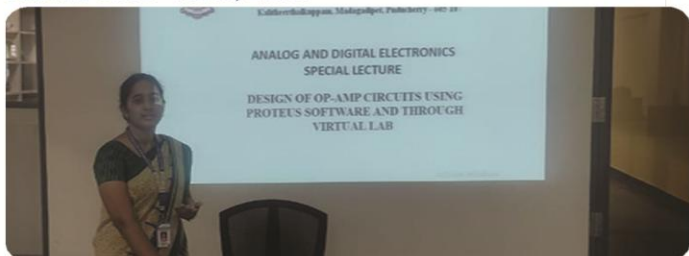 Kalitheerthalkuppam, Madagadipet, Puducherry - 605 107
ANALOG AND DIGITAL ELECTRONICS
SPECIAL LECTURE
DESIGN OF OP-AMP CIRCUITS USING
PROTEUS SOFTWARE AND THROUGH
VIRTUAL LAB